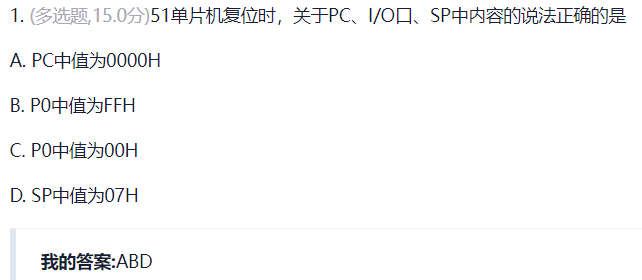 1. (多选题,15.0分)51单片机复位时，关于PC、I/O口、SP中内容的说法正确的是
A. PC中值为0000H
B. P0中值为FFH
C. P0中值为00H
D. SP中值为07H
我的答案:ABD